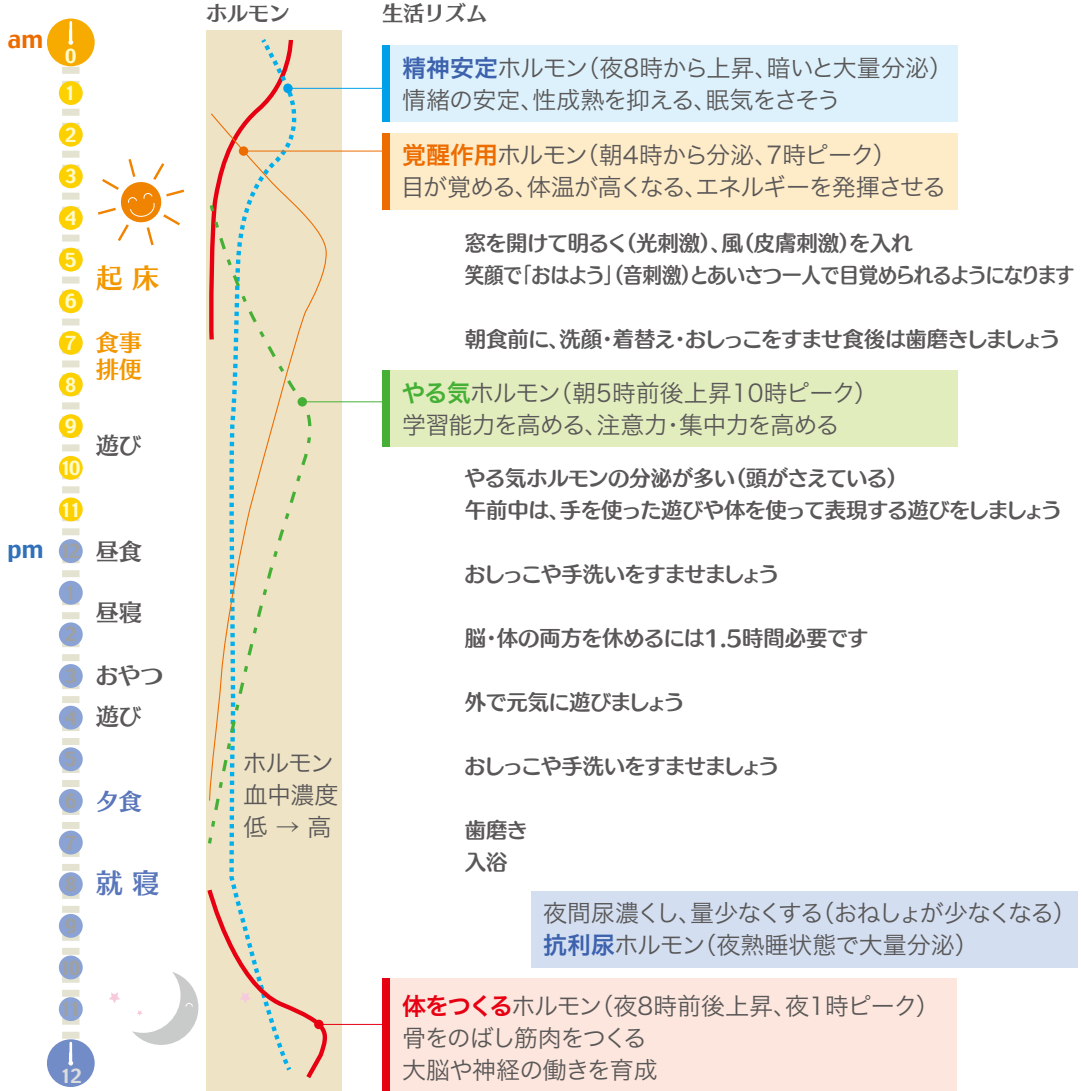 ホルモン
生活リズム
am
0
1
2
3
4
5
6
7
8
9
10
11
pm
0
1
2
3
4
5
6
7
8
9
10
11
12
起 床
食事
排便
遊び
昼食
昼寝
おやつ
遊び
夕食
就 寝
ホルモン
血中濃度
低 → 高
精神安定ホルモン(夜8時から上昇、暗いと大量分泌)
情緒の安定、性成熟を抑える、眠気をさそう
覚醒作用ホルモン(朝4時から分泌、7時ピーク)
目が覚める、体温が高くなる、エネルギーを発揮させる
窓を開けて明るく(光刺激)、風(皮膚刺激)を入れ
笑顔で「おはよう」(音刺激)とあいさつ一人で目覚められるようになります
朝食前に、洗顔・着替え・おしっこをすませ食後は歯磨きしましょう
やる気ホルモン(朝5時前後上昇10時ピーク)
学習能力を高める、注意力・集中力を高める
やる気ホルモンの分泌が多い(頭がさえている)
午前中は、手を使った遊びや体を使って表現する遊びをしましょう
おしっこや手洗いをすませましょう
脳・体の両方を休めるには1.5時間必要です
外で元気に遊びましょう
おしっこや手洗いをすませましょう
歯磨き
入浴
夜間尿濃くし、量少なくする(おねしょが少なくなる)
抗利尿ホルモン(夜熟睡状態で大量分泌)
体をつくるホルモン(夜8時前後上昇、夜1時ピーク)
骨をのばし筋肉をつくる
大脳や神経の働きを育成